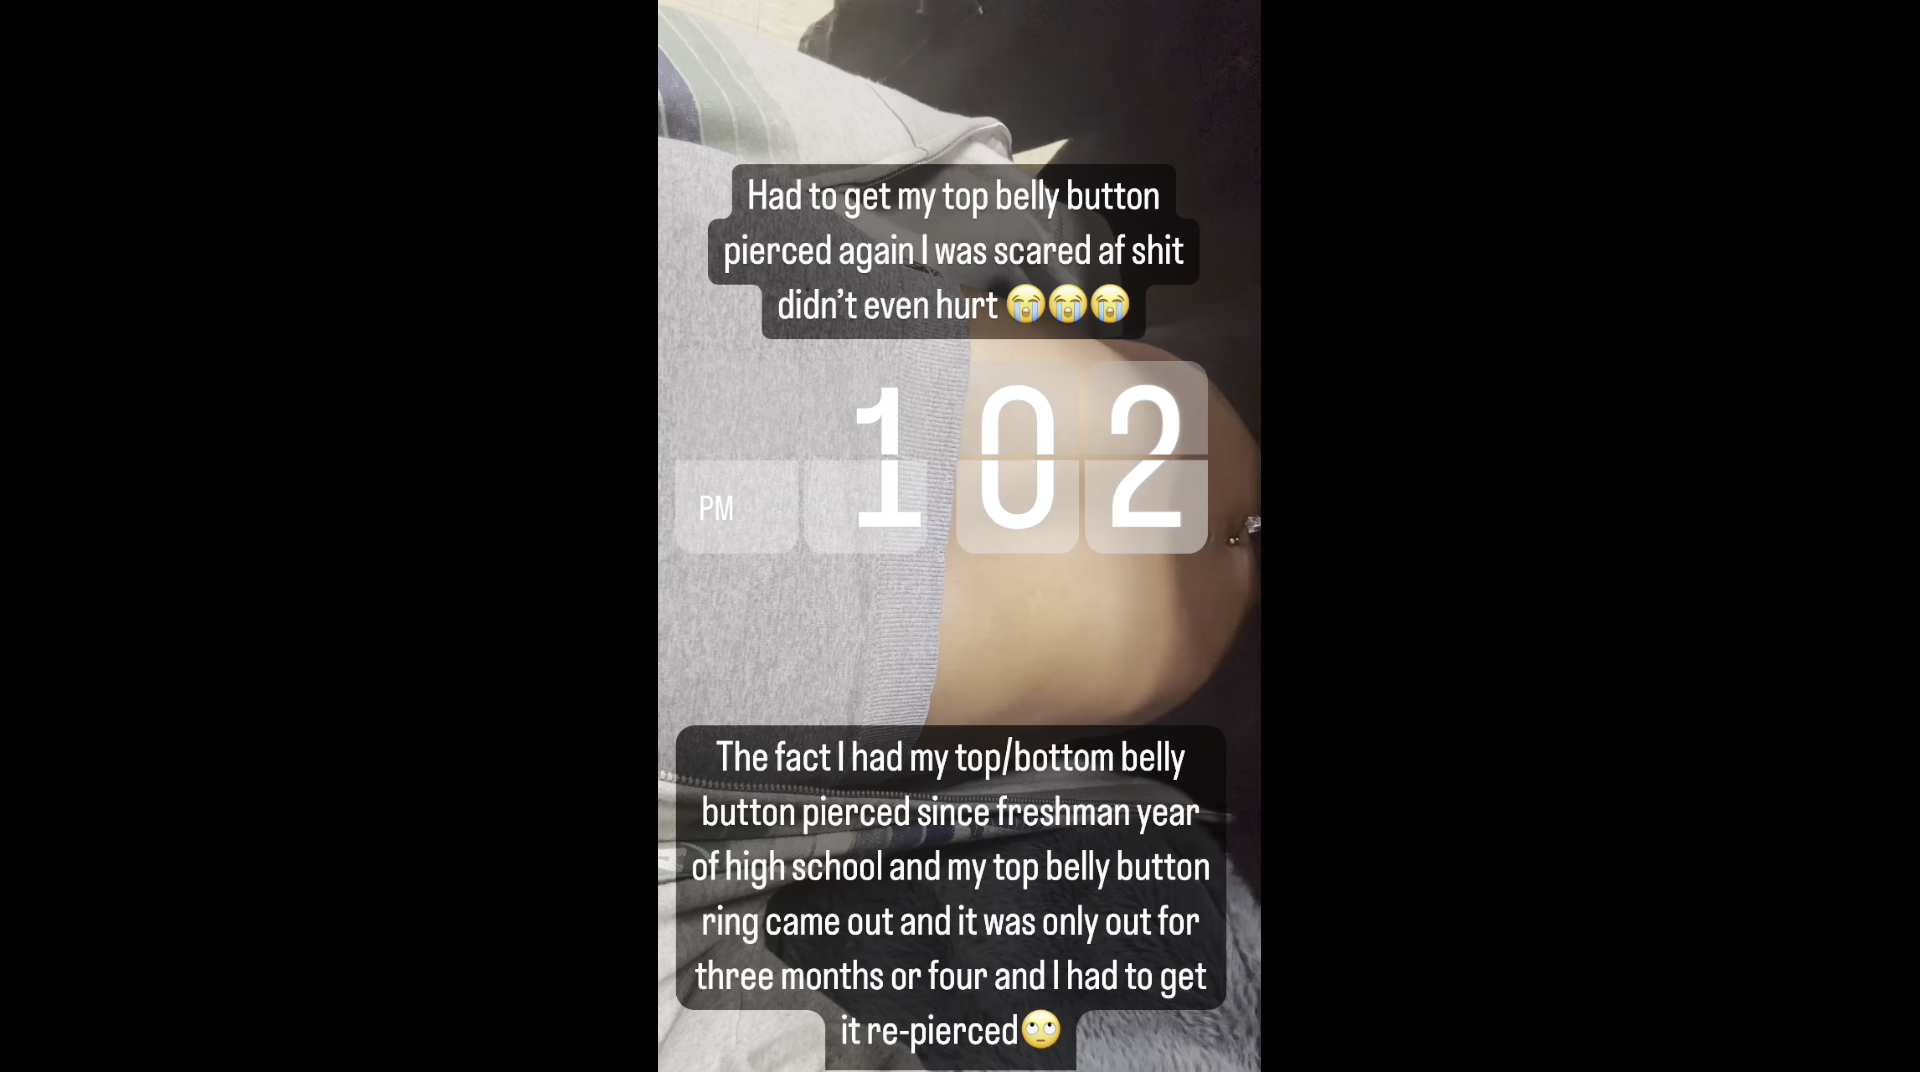 Had to get my top belly button
pierced again I was scared af shit
didn’t even hurt 😭😭😭
1 02
PM
The fact I had my top/bottom belly
button pierced since freshman year
of high school and my top belly button
ring came out and it was only out for
three months or four and I had to get
it re-pierced🙄